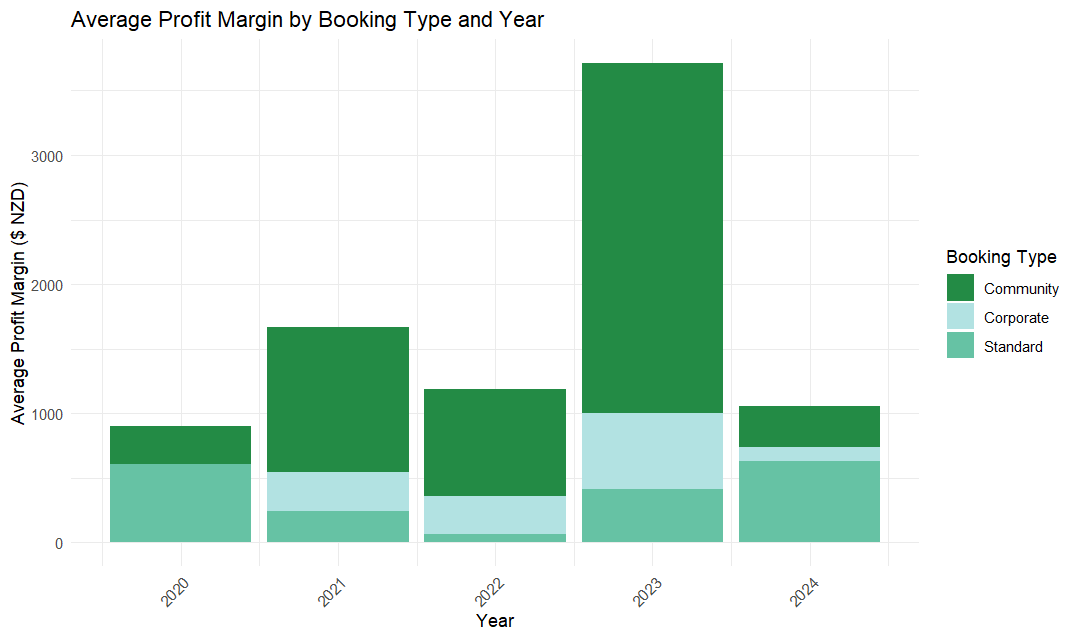 Average Profit Margin by Booking Type and Year
Average Profit Margin ($ NZD)
3000
2000
1000
0
2020
2021
2022
2023
2024
Year
Booking Type
Community
Corporate
Standard